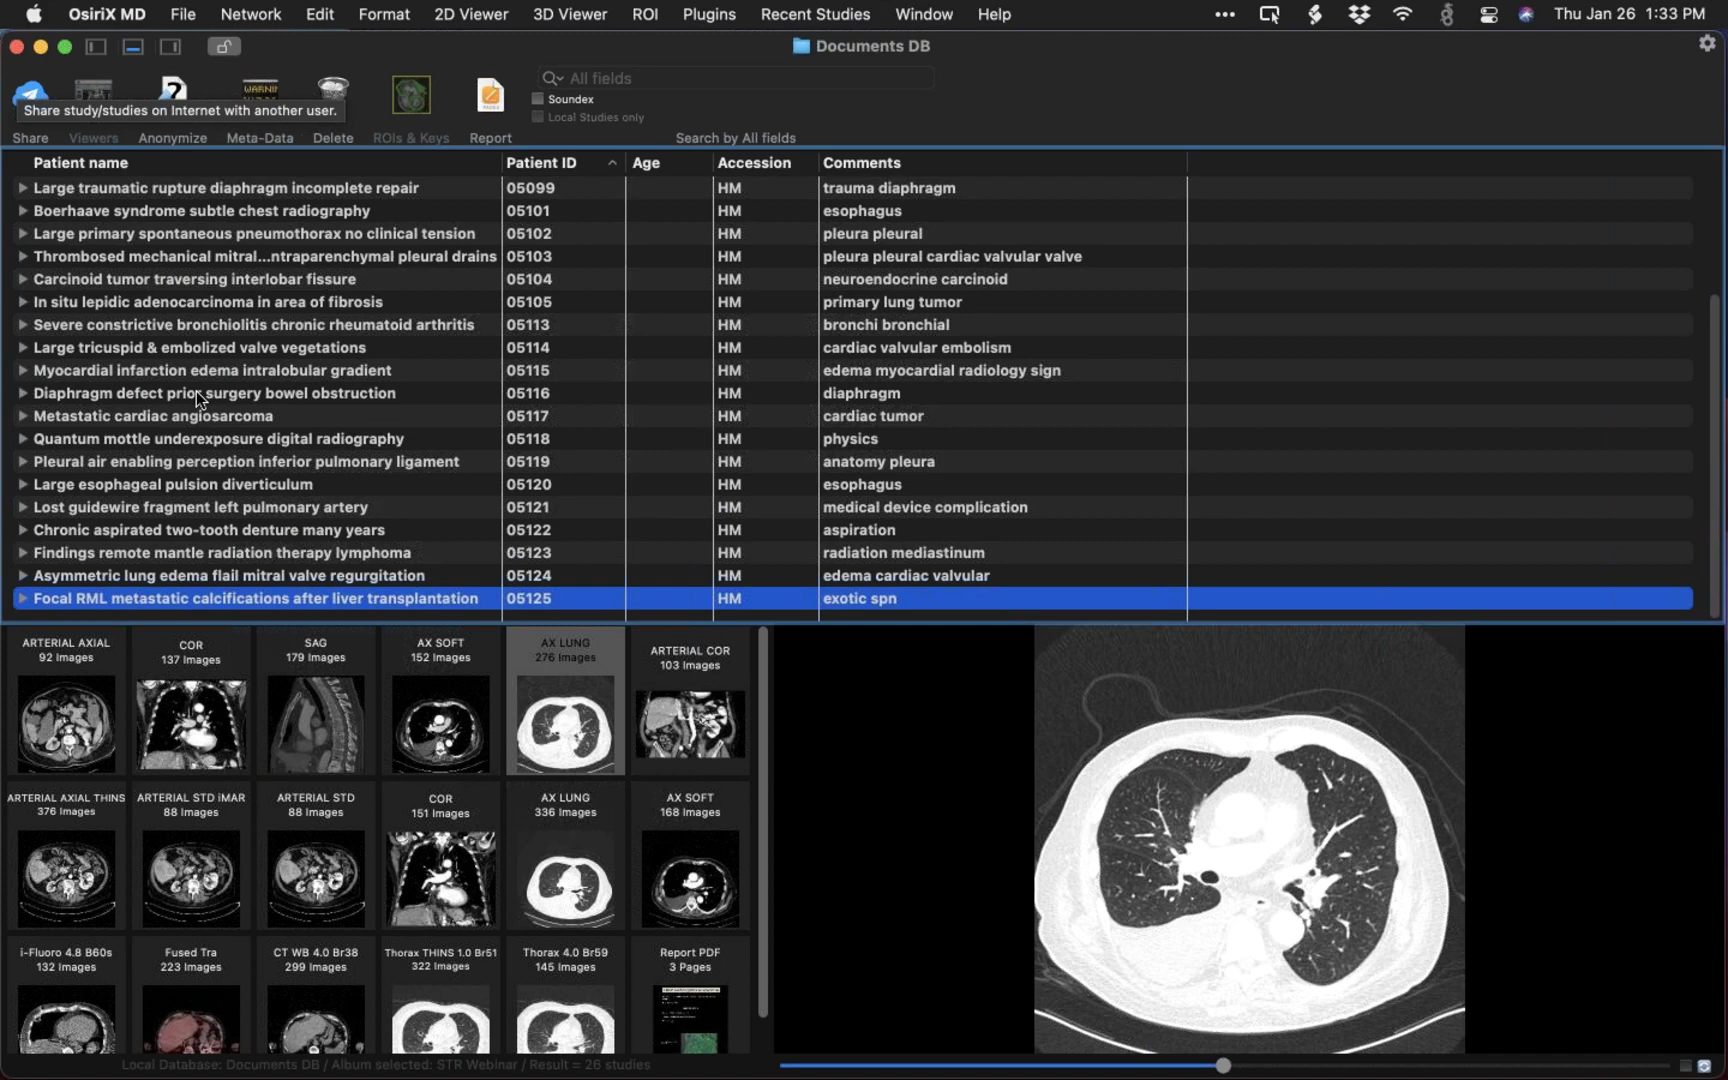 OsiriX MD File Network Edit Format 2D Viewer 3D Viewer ROI Plugins Recent Studies Window Help Thu Jan 26 1:33 PM
Documents DB
All fields
WARNI
Soundex
Share study/studies on Internet with another user.
Local Studies only
Share Viewers Anonymize Meta-Data Delete ROIs & Keys Report Search by All fields
Patient name Patient ID Age Accession Comments
Large traumatic rupture diaphragm incomplete repair 05099 HM trauma diaphragm
Boerhaave syndrome subtle chest radiography 05101 HM esophagus
Large primary spontaneous pneumothorax no clinical tension 05102 HM pleura pleural
Thrombosed mechanical mitral...ntraparenchymal pleural drains 05103 HM pleura pleural cardiac valvular valve
Carcinoid tumor traversing interlobar fissure 05104 HM neuroendocrine carcinoid
In situ lepidic adenocarcinoma in area of fibrosis 05105 HM primary lung tumor
Severe constrictive bronchiolitis chronic rheumatoid arthritis 05113 HM bronchi bronchial
Large tricuspid & embolized valve vegetations 05114 HM cardiac valvular embolism
Myocardial infarction edema intralobular gradient 05115 HM edema myocardial radiology sign
Diaphragm defect prior surgery bowel obstruction 05116 HM diaphragm
Metastatic cardiac angiosarcoma 05117 HM cardiac tumor
Quantum mottle underexposure digital radiography 05118 HM physics
Pleural air enabling perception inferior pulmonary ligament 05119 HM anatomy pleura
Large esophageal pulsion diverticulum 05120 HM esophagus
Lost guidewire fragment left pulmonary artery 05121 HM medical device complication
Chronic aspirated two-tooth denture many years 05122 HM aspiration
Findings remote mantle radiation therapy lymphoma 05123 HM radiation mediastinum
Asymmetric lung edema flail mitral valve regurgitation 05124 HM edema cardiac valvular
Focal RML metastatic calcifications after liver transplantation 05125 HM exotic spn
ARTERIAL AXIAL COR SAG AX SOFT AX LUNG ARTERIAL COR
92 Images 137 Images 179 Images 152 Images 276 Images 103 Images
ARTERIAL AXIAL THINS ARTERIAL STD iMAR ARTERIAL STD COR AX LUNG AX SOFT
376 Images 88 Images 88 Images 151 Images 336 Images 168 Images
i-Fluoro 4.8 B60s Fused Tra CT WB 4.0 Br38 Thorax THINS 1.0 Br51 Thorax 4.0 Br59 Report PDF
132 Images 223 Images 299 Images 322 Images 145 Images 3 Pages
Local Database: Documents DB / Album selected: STR Webinar / Result = 26 studies